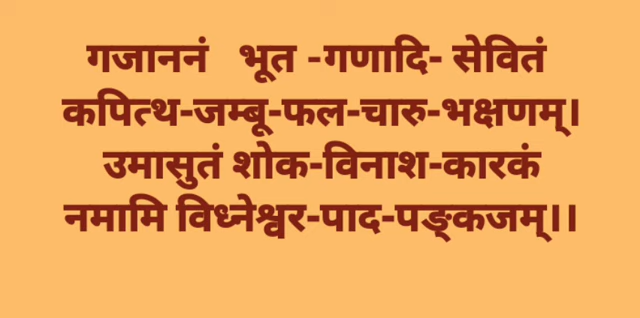 गजाननं भूत -गणादि- सेवितं
कपित्थ-जम्बू-फल-चारु-भक्षणम्।
उमासुतं शोक-विनाश-कारकं
नमामि विध्नेश्वर-पाद-पङ्कजम्।।